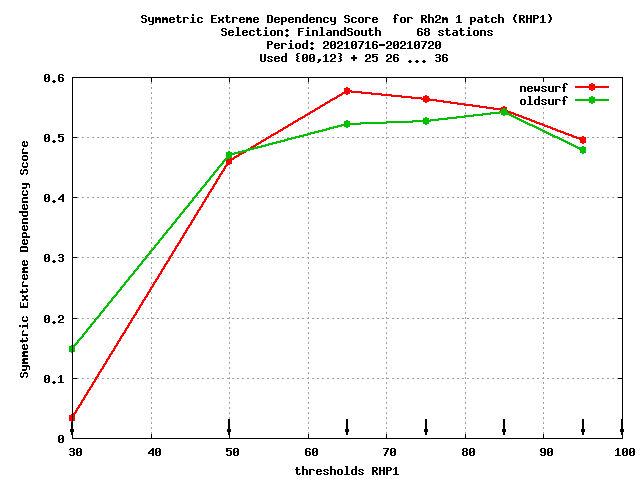 Symmetric Extreme Dependency Score  for Rh2m 1 patch (RHP1)
Selection: FinlandSouth     68 stations
Period: 20210716-20210720
Used {00,12} + 25 26 ... 36
newsurf
oldsurf
0.6
0.5
0.4
0.3
0.2
0.1
0
Symmetric Extreme Dependency Score
30 40 50 60 70 80 90 100
thresholds RHP1